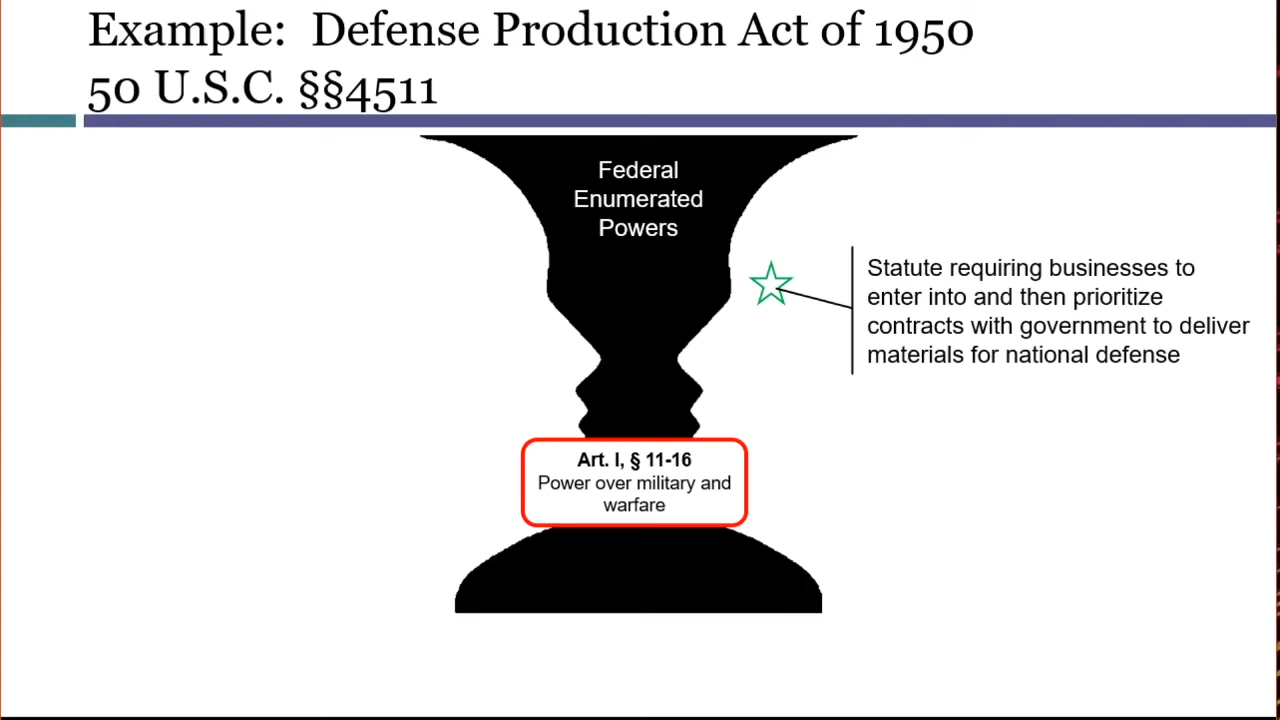 Example:  Defense Production Act of 1950
50 U.S.C. §§4511
Federal
Enumerated
Powers
Statute requiring businesses to
enter into and then prioritize
contracts with government to deliver
materials for national defense
Art. I, § 11-16
Power over military and
warfare